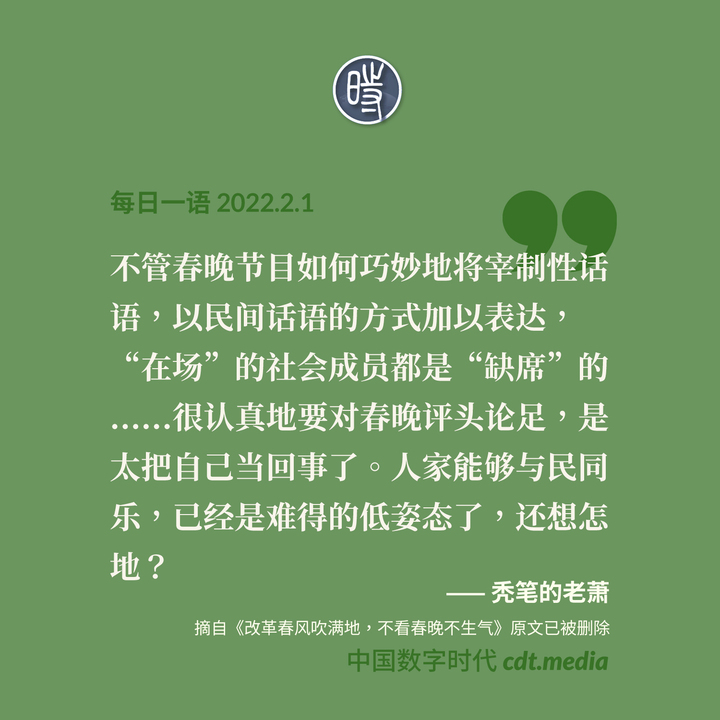 時
每日一语 2022.2.1
不管春晚节目如何巧妙地将宰制性话
语，以民间话语的方式加以表达，
“在场”的社会成员都是“缺席”的
……很认真地要对春晚评头论足，是
太把自己当回事了。人家能够与民同
乐，已经是难得的低姿态了，还想怎
地？
—— 秃笔的老萧
摘自《改革春风吹满地，不看春晚不生气》原文已被删除
中国数字时代 cdt.media